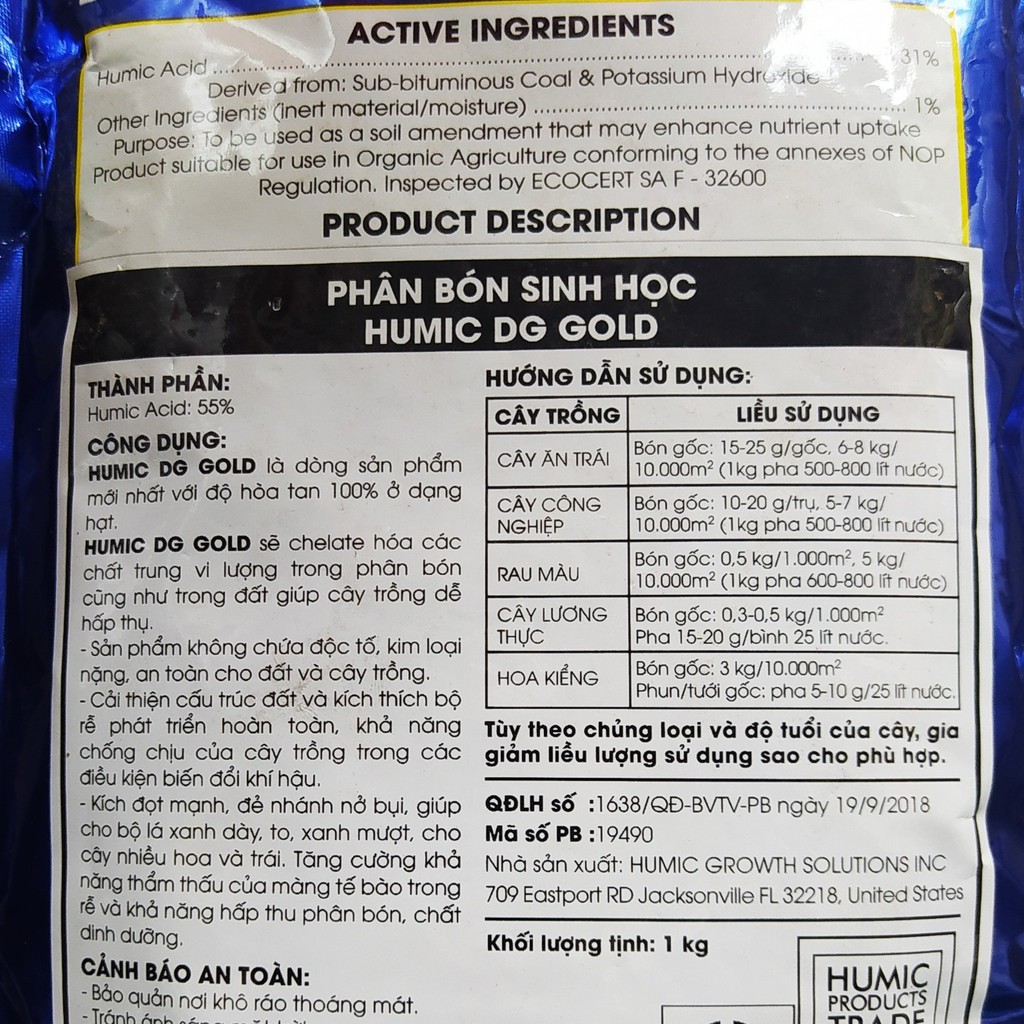 ACTIVE INGREDIENTS
Humic Acid ........ 31%
Derived from: Sub-bituminous Coal & Potassium Hydroxide
Other Ingredients (inert material/moisture) ........ 1%
Purpose: To be used as a soil amendment that may enhance nutrient uptake
Product suitable for use in Organic Agriculture conforming to the annexes of NOP
Regulation. Inspected by ECOCERT SA F - 32600
PRODUCT DESCRIPTION
PHÂN BÓN SINH HỌC
HUMIC DG GOLD
THÀNH PHẦN:
Humic Acid: 55%
CÔNG DỤNG:
HUMIC DG GOLD là dòng sản phẩm
mới nhất với độ hòa tan 100% ở dạng
hạt.
HUMIC DG GOLD sẽ chelate hóa các
chất trung vi lượng trong phân bón
cũng như trong đất giúp cây trồng dễ
hấp thụ.
- Sản phẩm không chứa độc tố, kim loại
nặng, an toàn cho đất và cây trồng.
- Cải thiện cấu trúc đất và kích thích bộ
rễ phát triển hoàn toàn, khả năng
chống chịu của cây trồng trong các
điều kiện biến đổi khí hậu.
- Kích đọt mạnh, đẻ nhánh nở bụi, giúp
cho bộ lá xanh dày, to, xanh mượt, cho
cây nhiều hoa và trái. Tăng cường khả
năng thẩm thấu của màng tế bào trong
rễ và khả năng hấp thu phân bón, chất
dinh dưỡng.
CẢNH BÁO AN TOÀN:
- Bảo quản nơi khô ráo thoáng mát.
- Tránh ánh sáng
HƯỚNG DẪN SỬ DỤNG:
CÂY TRỒNG LIỀU SỬ DỤNG
CÂY ĂN TRÁI
Bón gốc: 15-25 g/gốc, 6-8 kg/
10.000m² (1kg pha 500-800 lít nước)
CÂY CÔNG
NGHIỆP
Bón gốc: 10-20 g/trụ, 5-7 kg/
10.000m² (1kg pha 500-800 lít nước)
RAU MÀU
Bón gốc: 0,5 kg/1.000m², 5 kg/
10.000m² (1kg pha 600-800 lít nước)
CÂY LƯƠNG
THỰC
Bón gốc: 0,3-0,5 kg/1.000m²
Pha 15-20 g/bình 25 lít nước.
HOA KIỂNG
Bón gốc: 3 kg/10.000m²
Phun/tưới gốc: pha 5-10 g/25 lít nước.
Tùy theo chủng loại và độ tuổi của cây, gia
giảm liều lượng sử dụng sao cho phù hợp.
QĐLH số :1638/QĐ-BVTV-PB ngày 19/9/2018
Mã số PB :19490
Nhà sản xuất: HUMIC GROWTH SOLUTIONS INC
709 Eastport RD Jacksonville FL 32218, United States
Khối lượng tịnh: 1 kg
HUMIC
PRODUCTS
TRADE